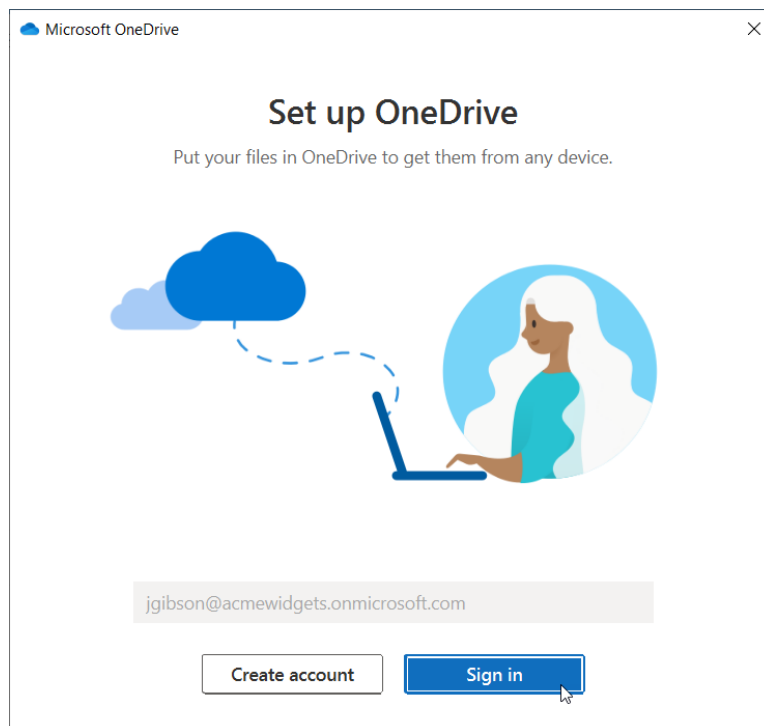 Microsoft OneDrive
Set up OneDrive
Put your files in OneDrive to get them from any device.
jgibson@acmewidgets.onmicrosoft.com
Create account
Sign in